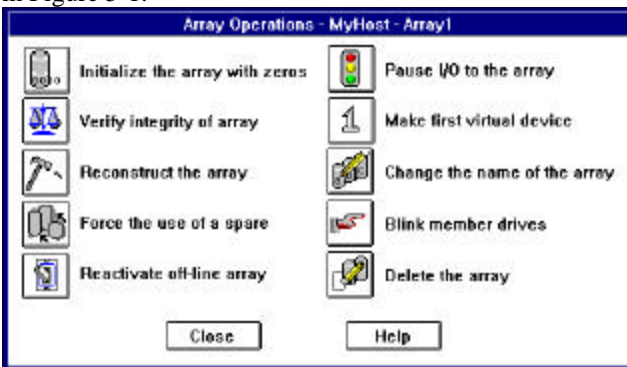 in Figure 3-1.
Array Operations - MyHost - Array1
Initialize the array with zeros
Verify integrity of array
Reconstruct the array
Force the use of a spare
Reactivate off-line array
Pause I/O to the array
Make first virtual device
Change the name of the array
Blink member drives
Delete the array
Close
Help